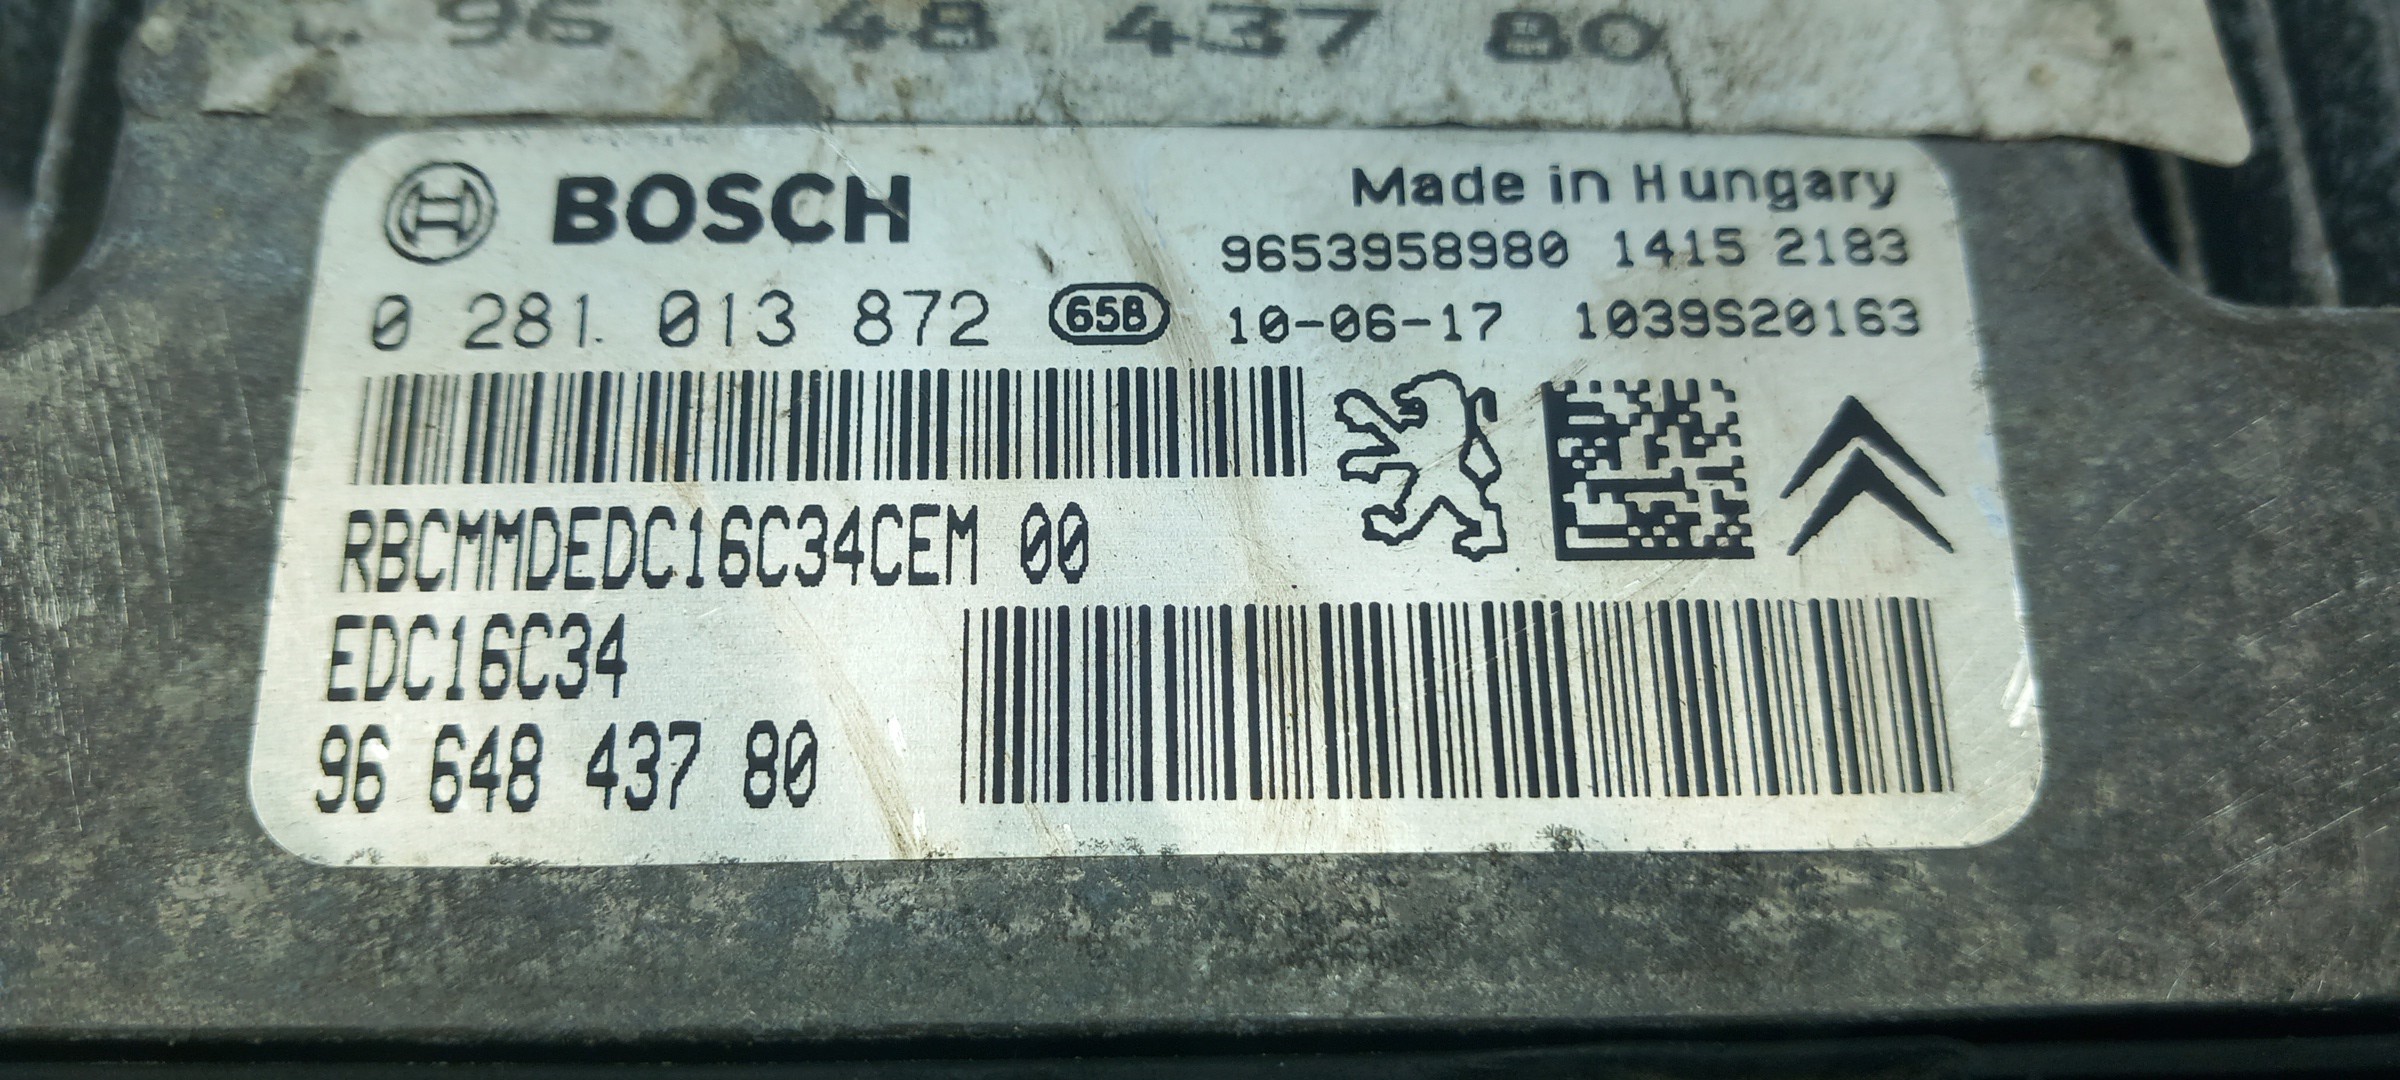 96 48 437 80
BOSCH
Made in Hungary
9653958980 1415 2183
0 281 013 872 65B 10-06-17 1039S20163
RBCMMDEDC16C34CEM 00
EDC16C34
96 648 437 80